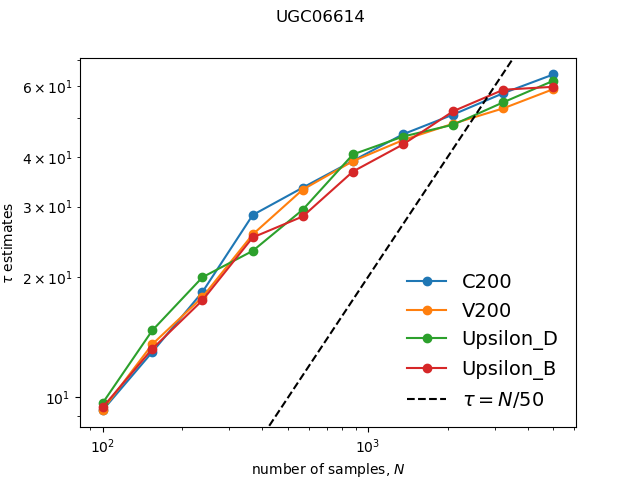 UGC06614
τ estimates
6 × 10¹
4 × 10¹
3 × 10¹
2 × 10¹
10¹
C200
V200
Upsilon_D
Upsilon_B
τ = N/50
10² 10³
number of samples, N